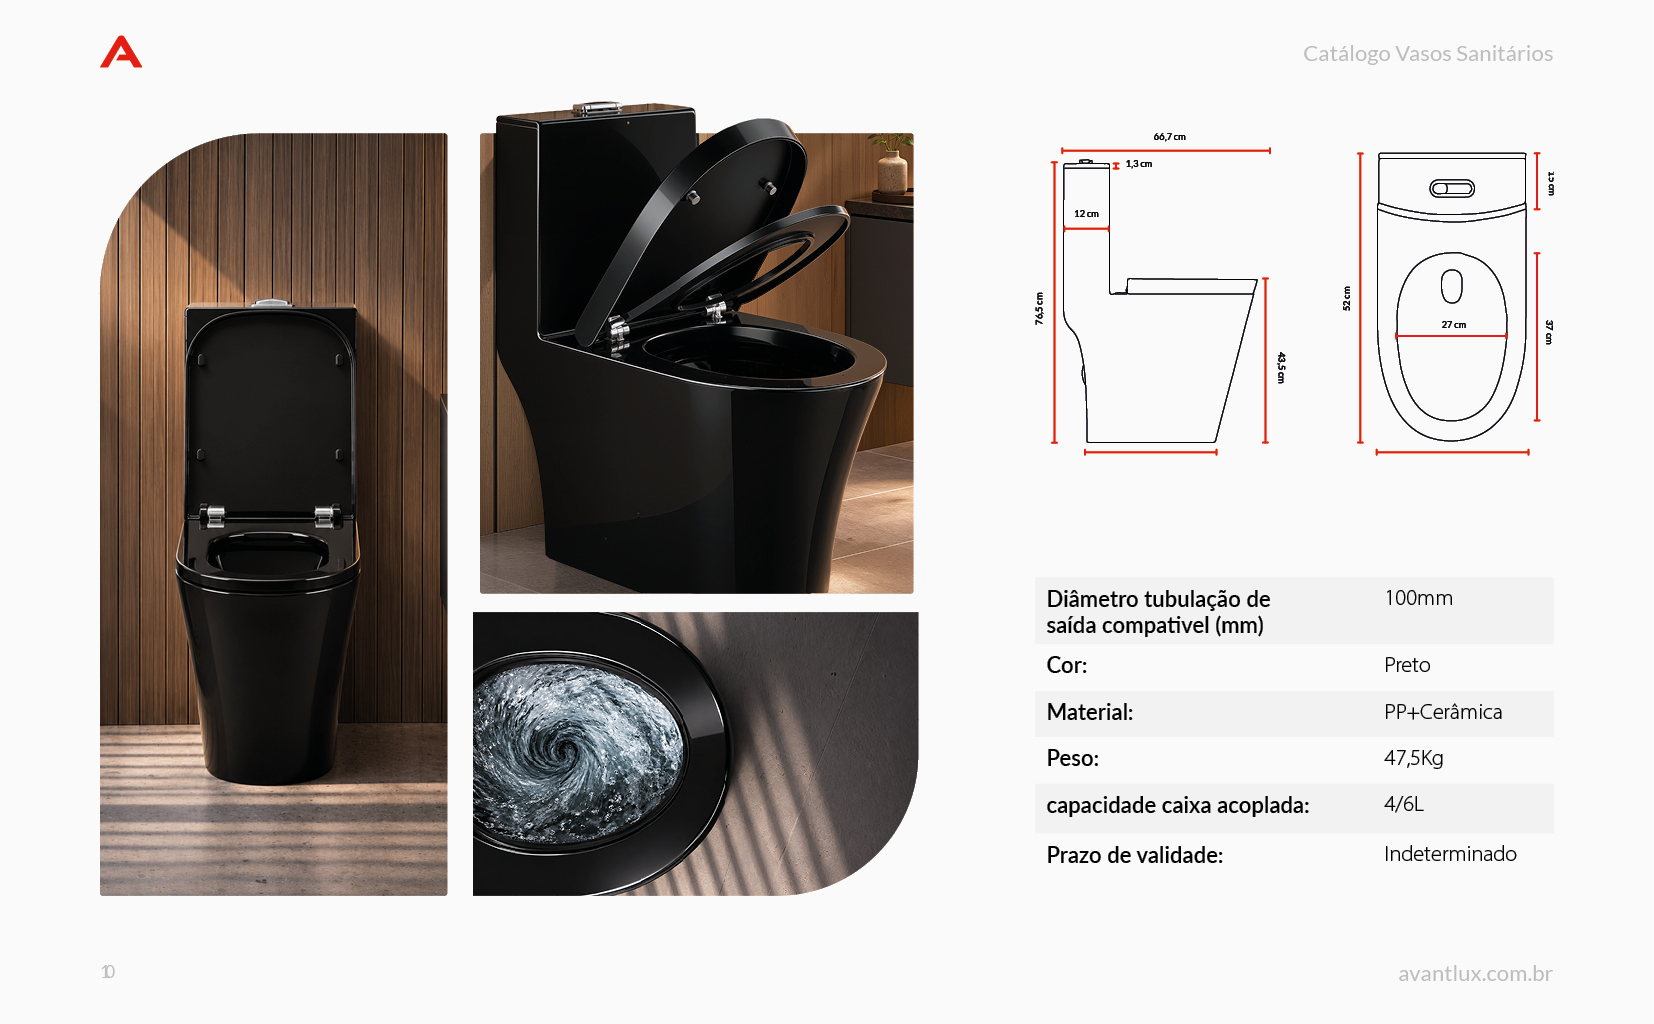 Catálogo Vasos Sanitários
66,7 cm
1,3 cm
12 cm
76,5 cm
43,5 cm
52 cm
15 cm
27 cm
37 cm
Diâmetro tubulação de
saída compativel (mm)
100mm
Cor:
Preto
Material:
PP+Cerâmica
Peso:
47,5Kg
capacidade caixa acoplada:
4/6L
Prazo de validade:
Indeterminado
10
avantlux.com.br